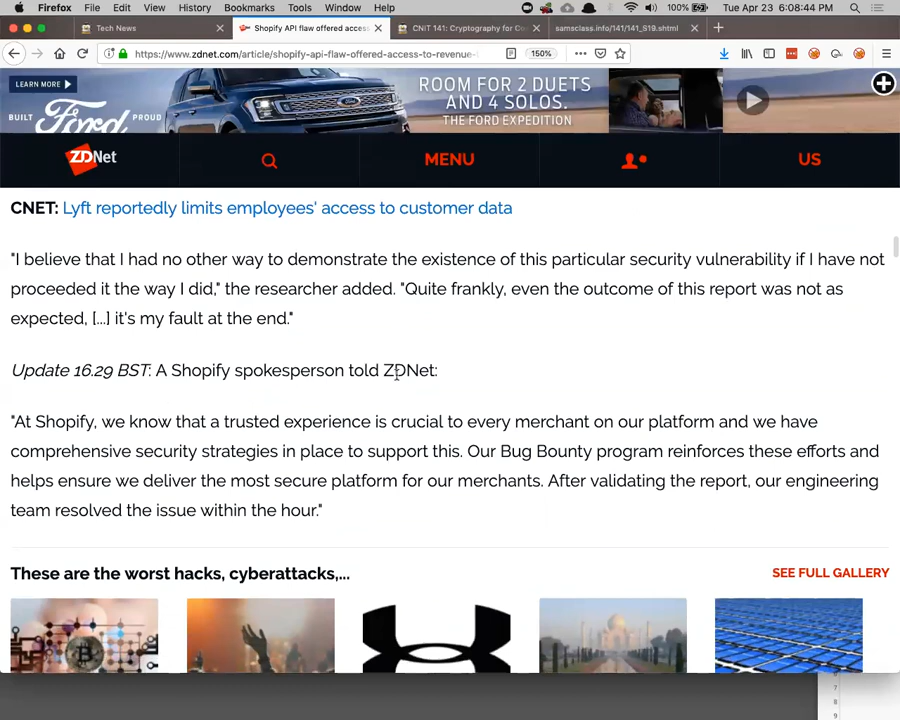 Firefox File Edit View History Bookmarks Tools Window Help 100% Tue Apr 23 6:08:44 PM
Tech News × Shopify API flaw offered access × CNIT 141: Cryptography for Co × samsclass.info/141/141_S19.shtml ×
https://www.zdnet.com/article/shopify-api-flaw-offered-access-to-revenue- 150%
LEARN MORE
BUILT Ford PROUD
ROOM FOR 2 DUETS
AND 4 SOLOS.
THE FORD EXPEDITION
ZDNet MENU US
CNET: Lyft reportedly limits employees' access to customer data
"I believe that I had no other way to demonstrate the existence of this particular security vulnerability if I have not
proceeded it the way I did," the researcher added. "Quite frankly, even the outcome of this report was not as
expected, [...] it's my fault at the end."
Update 16.29 BST: A Shopify spokesperson told ZDNet:
"At Shopify, we know that a trusted experience is crucial to every merchant on our platform and we have
comprehensive security strategies in place to support this. Our Bug Bounty program reinforces these efforts and
helps ensure we deliver the most secure platform for our merchants. After validating the report, our engineering
team resolved the issue within the hour."
These are the worst hacks, cyberattacks,... SEE FULL GALLERY
7
8
9